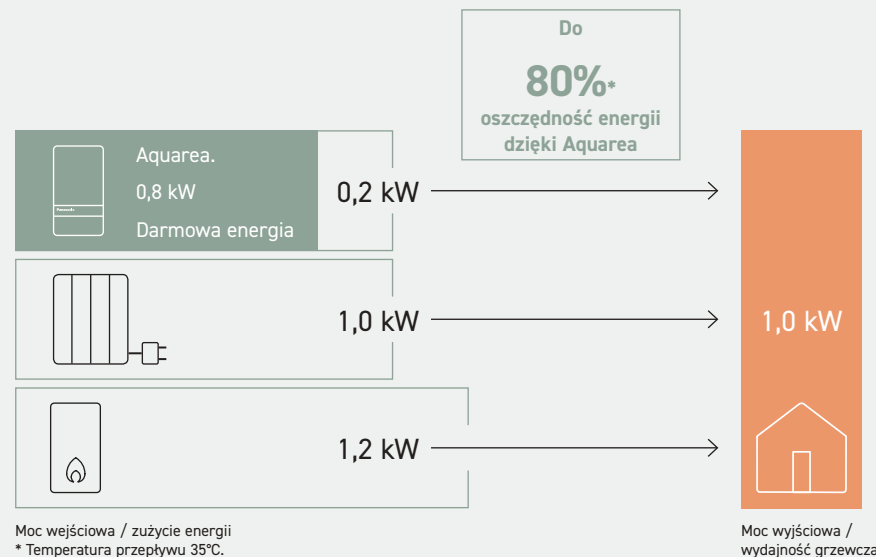 Do
80%*
oszczędność energii
dzięki Aquarea
Aquarea.
0,8 kW
Darmowa energia
0,2 kW
Panasonic
1,0 kW
1,0 kW
1,2 kW
Moc wejściowa / zużycie energii
* Temperatura przepływu 35°C.
Moc wyjściowa /
wydajność grzewcza